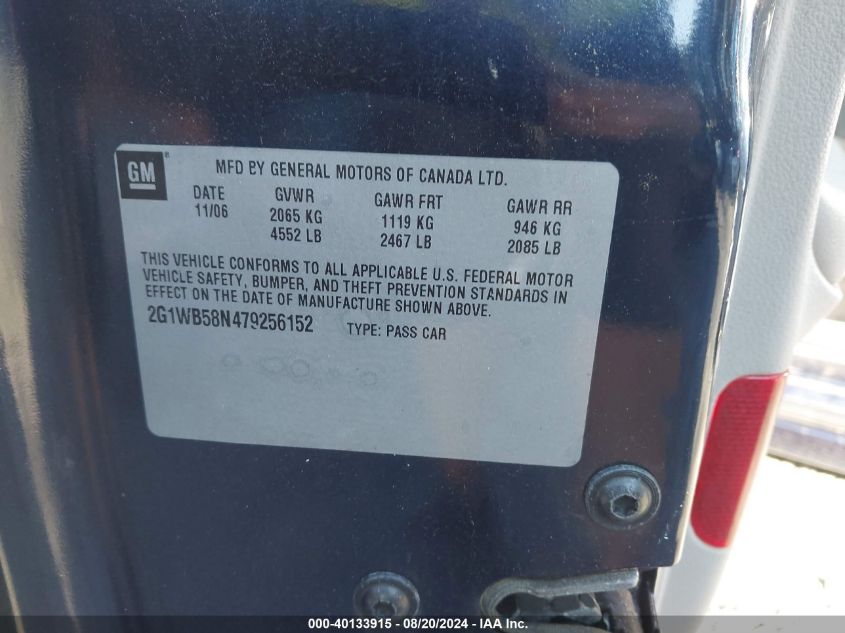 GM
MFD BY GENERAL MOTORS OF CANADA LTD.
DATE GVWR GAWR FRT GAWR RR
11/06 2065 KG 1119 KG 946 KG
4552 LB 2467 LB 2085 LB
THIS VEHICLE CONFORMS TO ALL APPLICABLE U.S. FEDERAL MOTOR
VEHICLE SAFETY, BUMPER, AND THEFT PREVENTION STANDARDS IN
EFFECT ON THE DATE OF MANUFACTURE SHOWN ABOVE.
2G1WB58N479256152 TYPE: PASS CAR
000-40133915 - 08/20/2024 - IAA Inc.